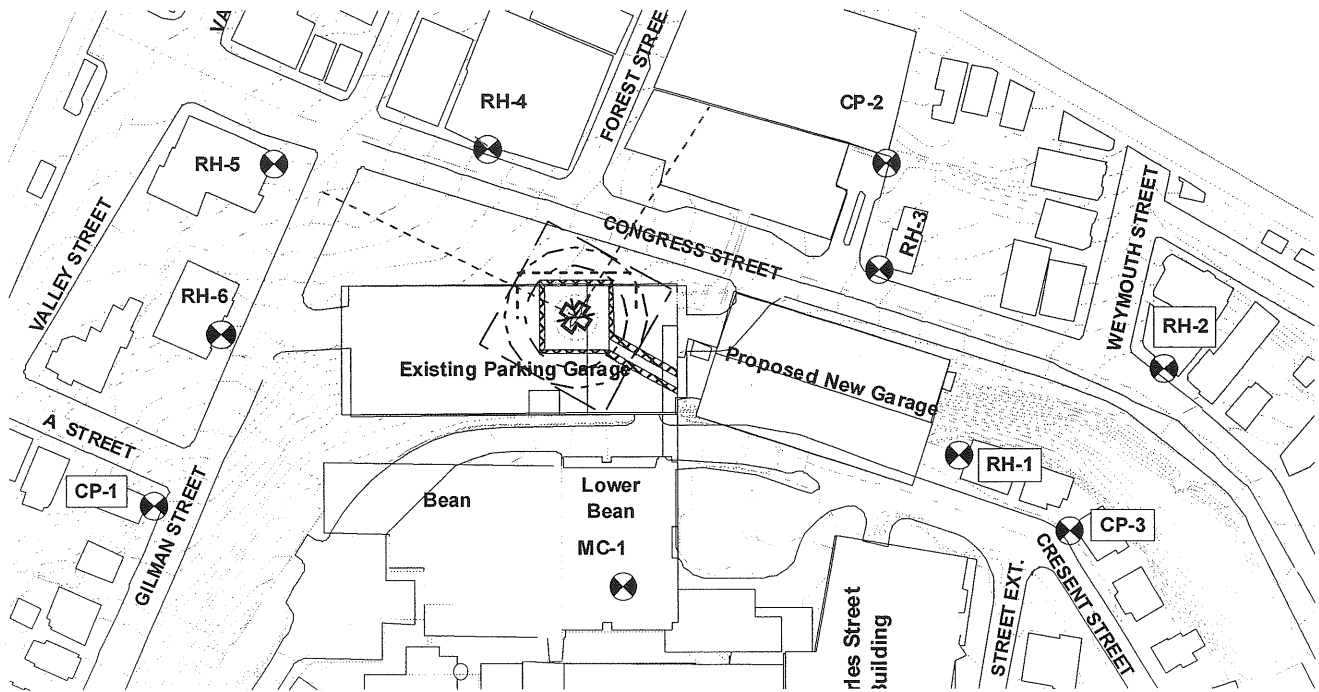 VA
RH-4
FOREST STREE
CP-2
RH-5
CONGRESS STREET
RH-3
WEYMOUTH STREET
VALLEY STREET
RH-6
RH-2
Existing Parking Garage
Proposed New Garage
A STREET
CP-1
GILMAN STREET
Bean
Lower
Bean
MC-1
RH-1
CP-3
CRESENT STREET
STREET EXT.
rles Street
Building